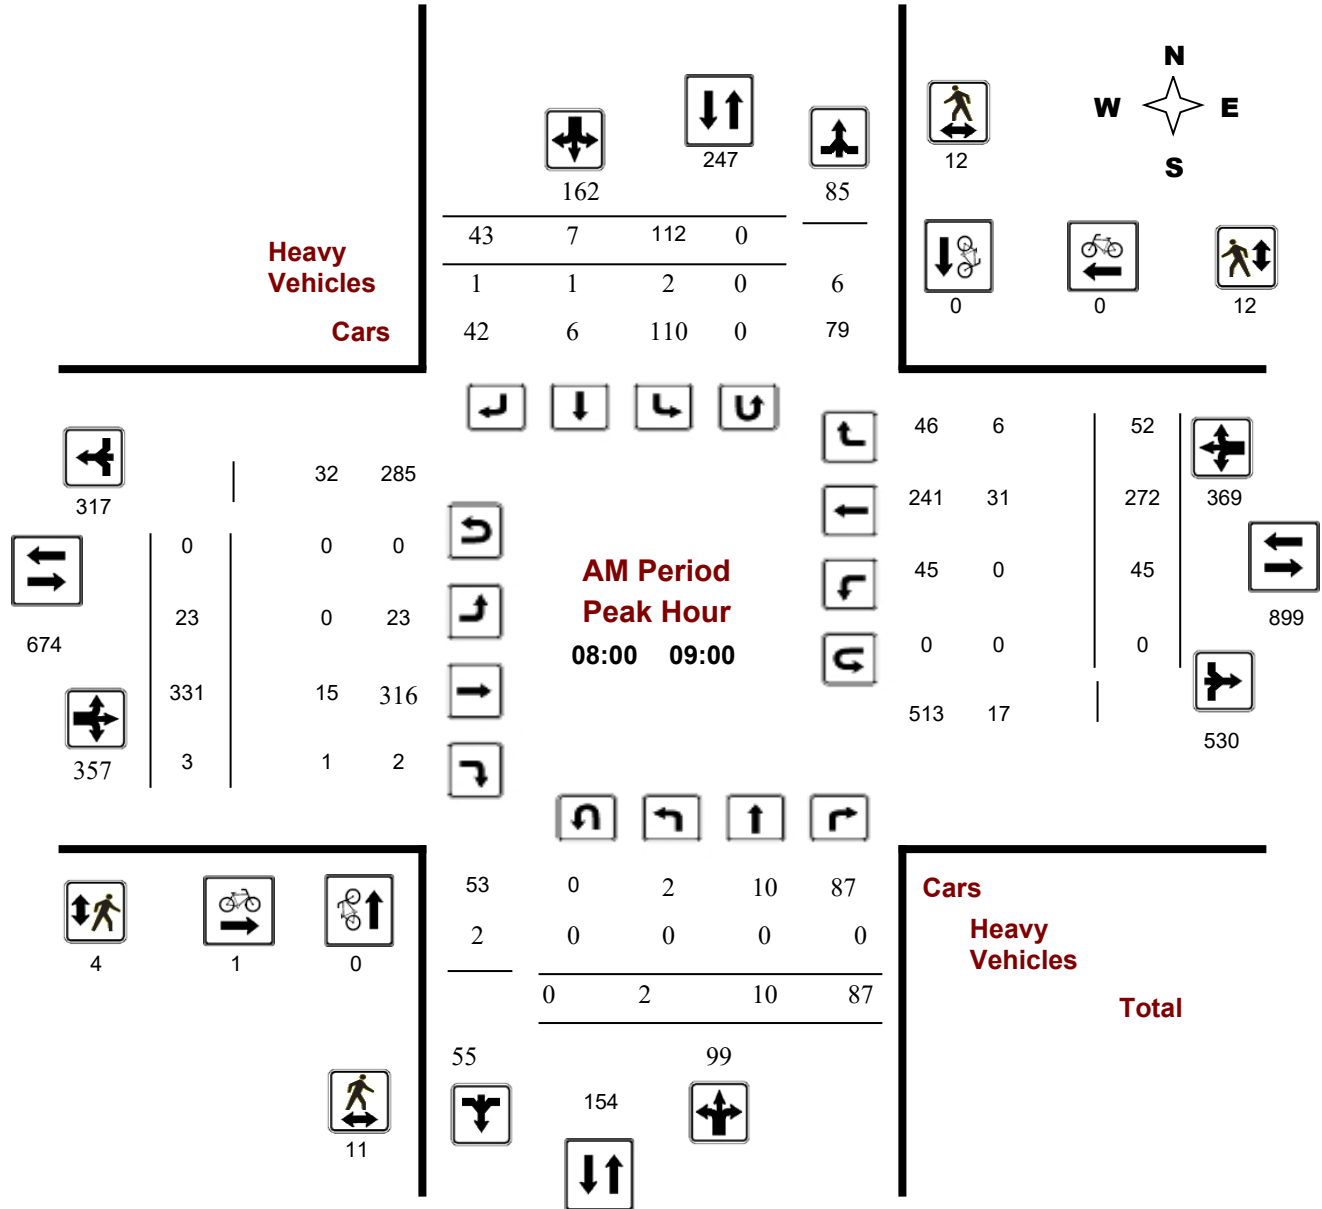 N
W E
S
247
12
162 85
43 7 112 0
Heavy
Vehicles
1 1 2 0 6
0 0 12
Cars
42 6 110 0 79
46 6 52
32 285
317
241 31 272 369
0 0 0
AM Period
45 0 45
Peak Hour
23 0 23
899
674
08:00 09:00
0 0 0
331 15 316
513 17
530
357 3 1 2
53 0 2 10 87
Cars
2 0 0 0 0
Heavy
Vehicles
4 1 0
0 2 10 87
Total
55 99
154
11